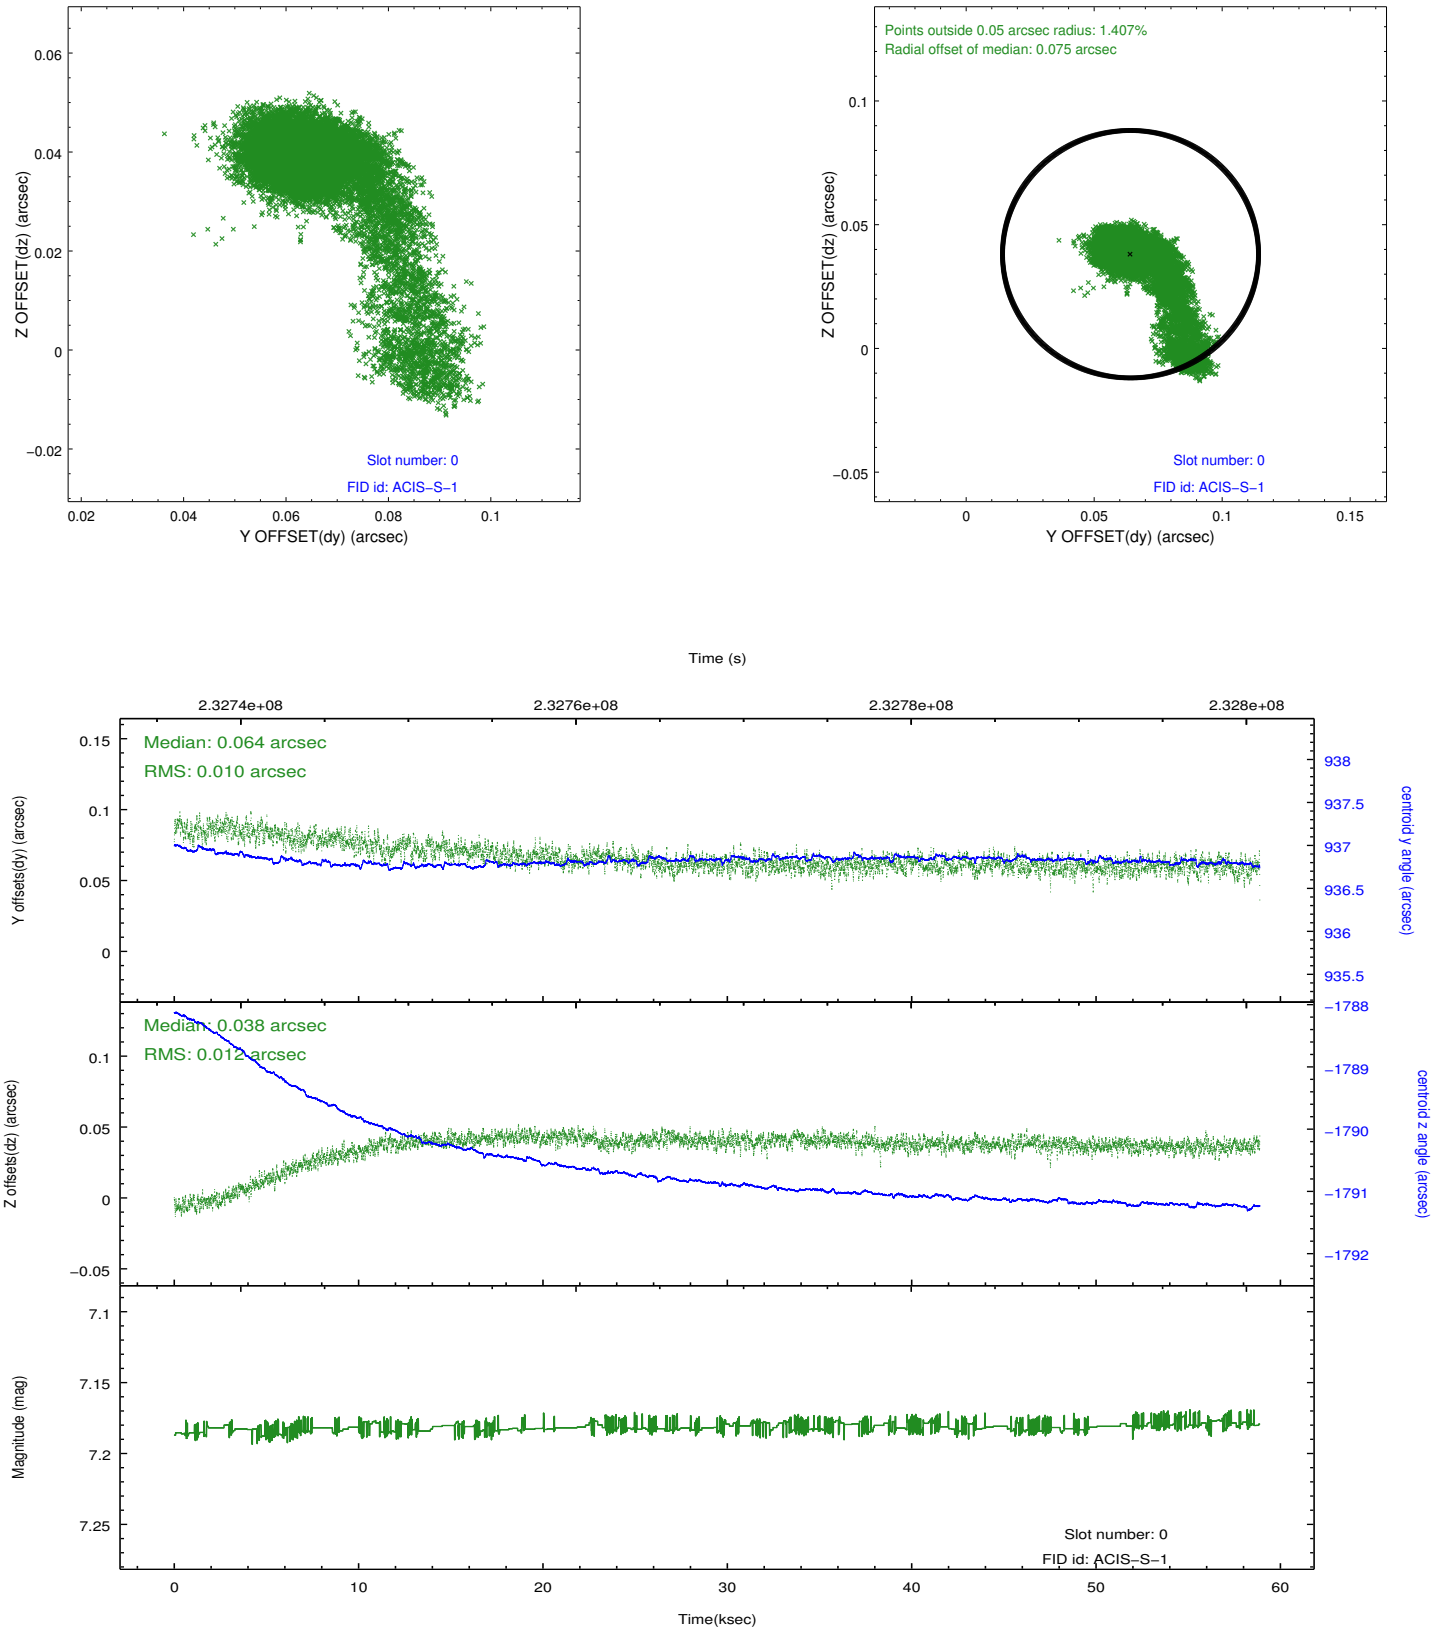 0.06
0.04
0.02
0
−0.02
Z OFFSET(dz) (arcsec)
Slot number: 0
FID id: ACIS−S−1
0.02
0.04
0.06
0.08
0.1
Y OFFSET(dy) (arcsec)
Points outside 0.05 arcsec radius: 1.407%
Radial offset of median: 0.075 arcsec
0.1
0.05
0
−0.05
Z OFFSET(dz) (arcsec)
Slot number: 0
FID id: ACIS−S−1
0
0.05
0.1
0.15
Y OFFSET(dy) (arcsec)
Time (s)
2.3274e+08
2.3276e+08
2.3278e+08
2.328e+08
Median: 0.064 arcsec
RMS: 0.010 arcsec
0.15
0.1
0.05
0
Y offsets(dy) (arcsec)
938
937.5
937
936.5
936
935.5
centroid y angle (arcsec)
Median: 0.038 arcsec
RMS: 0.012 arcsec
0.1
0.05
0
−0.05
Z offsets(dz) (arcsec)
−1788
−1789
−1790
−1791
−1792
centroid z angle (arcsec)
7.1
7.15
7.2
7.25
Magnitude (mag)
Slot number: 0
FID id: ACIS−S−1
0
10
20
30
40
50
60
Time(ksec)